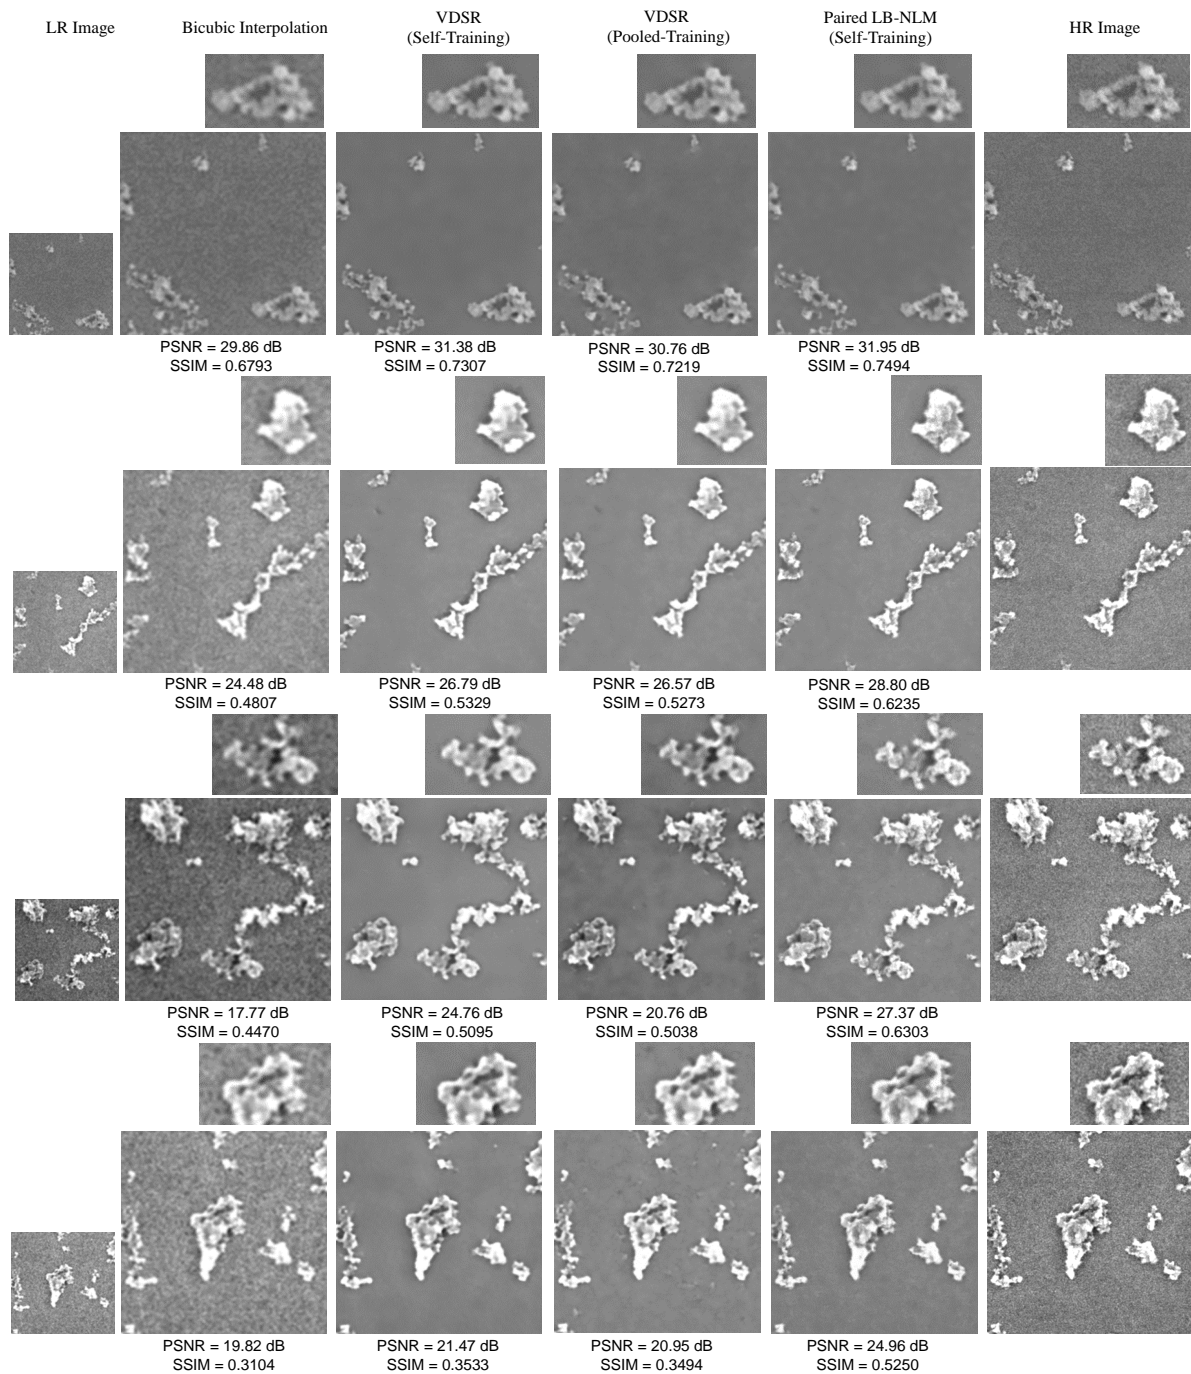 LR Image
Bicubic Interpolation
VDSR
(Self-Training)
VDSR
(Pooled-Training)
Paired LB-NLM
(Self-Training)
HR Image
PSNR = 29.86 dB
SSIM = 0.6793
PSNR = 31.38 dB
SSIM = 0.7307
PSNR = 30.76 dB
SSIM = 0.7219
PSNR = 31.95 dB
SSIM = 0.7494
PSNR = 24.48 dB
SSIM = 0.4807
PSNR = 26.79 dB
SSIM = 0.5329
PSNR = 26.57 dB
SSIM = 0.5273
PSNR = 28.80 dB
SSIM = 0.6235
PSNR = 17.77 dB
SSIM = 0.4470
PSNR = 24.76 dB
SSIM = 0.5095
PSNR = 20.76 dB
SSIM = 0.5038
PSNR = 27.37 dB
SSIM = 0.6303
PSNR = 19.82 dB
SSIM = 0.3104
PSNR = 21.47 dB
SSIM = 0.3533
PSNR = 20.95 dB
SSIM = 0.3494
PSNR = 24.96 dB
SSIM = 0.5250